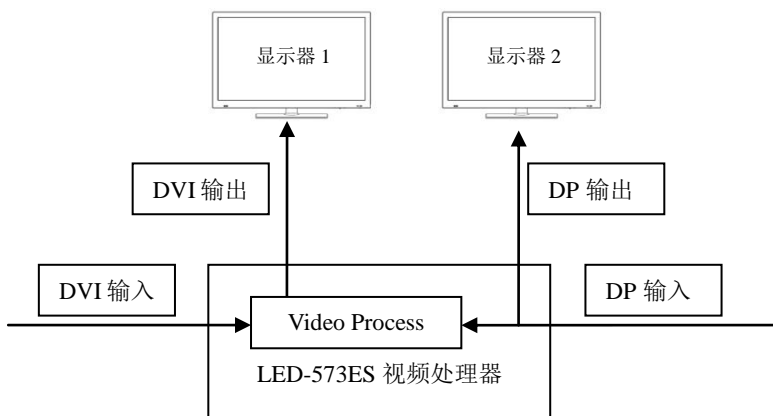 显示器 1
显示器 2
DVI 输出
DP 输出
DVI 输入
DP 输入
Video Process
LED-573ES 视频处理器